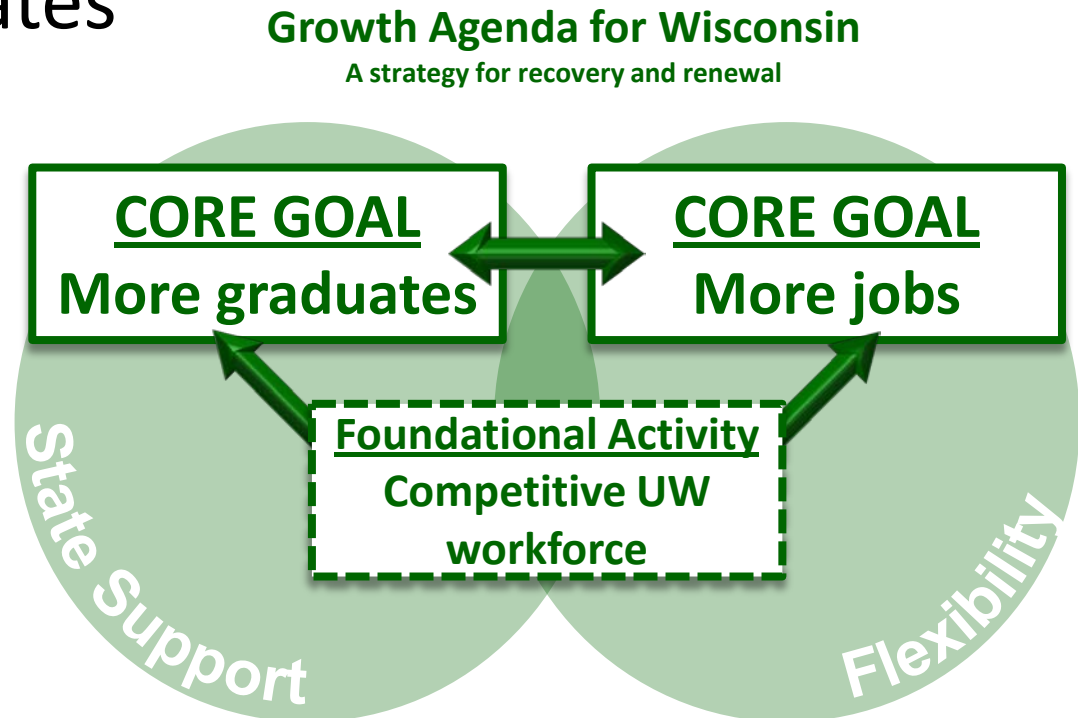 Growth Agenda for Wisconsin
A strategy for recovery and renewal
CORE GOAL
More graduates
CORE GOAL
More jobs
Foundational Activity
Competitive UW
workforce
State Support
Flexibility